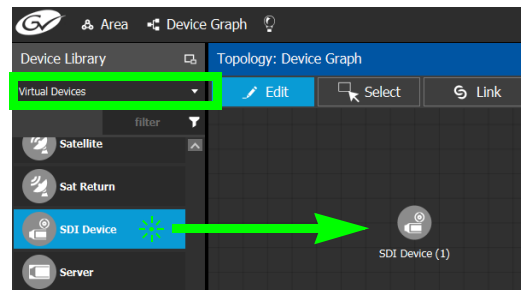 GV Area Device Graph
Device Library
Topology: Device Graph
Virtual Devices
Edit Select Link
filter
Satellite
Sat Return
SDI Device
SDI Device (1)
Server